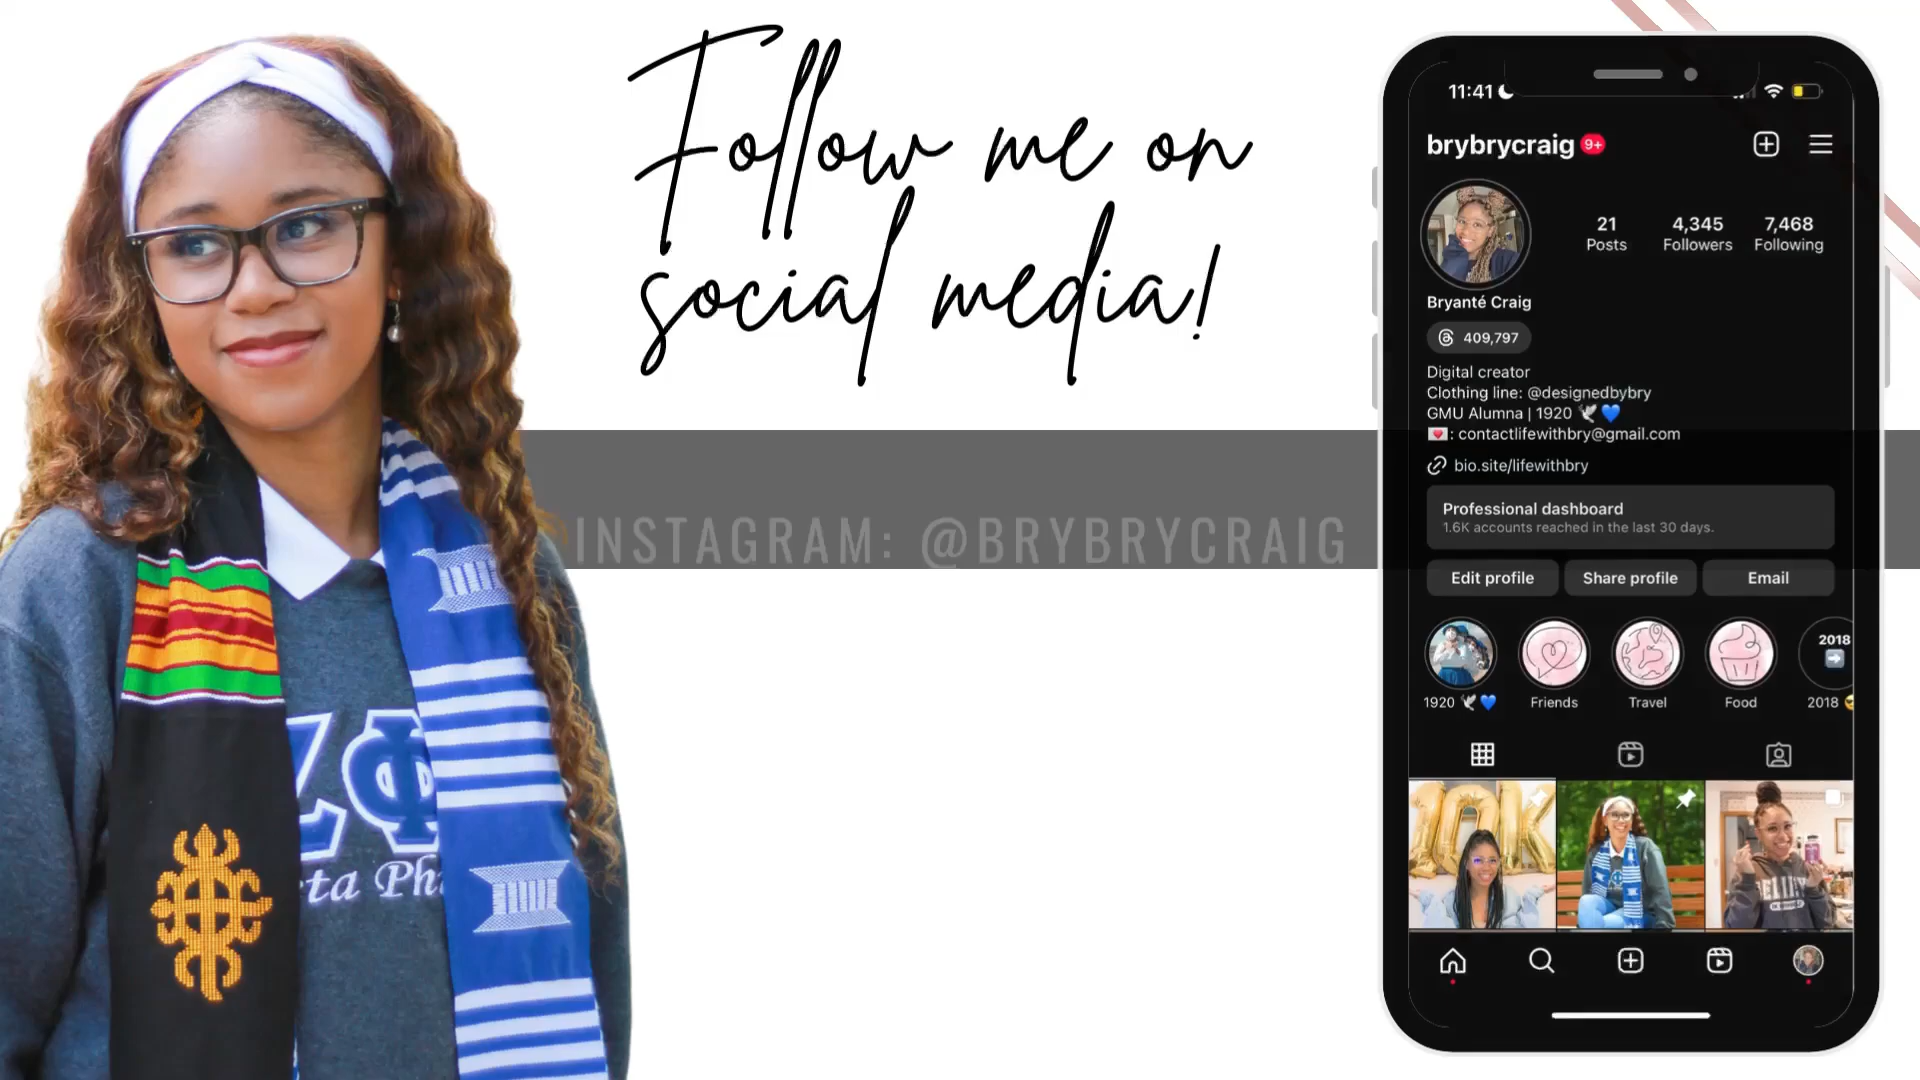 Follow me on
social media!
INSTAGRAM: @BRYBRYCRAIG
ZΦ
eta Ph
11:41
brybrycraig 9+
21 4,345 7,468
Posts Followers Following
Bryanté Craig
409,797
Digital creator
Clothing line: @designedbybry
GMU Alumna | 1920 🕊️💙
💌: contactlifewithbry@gmail.com
bio.site/lifewithbry
Professional dashboard
1.6K accounts reached in the last 30 days.
Edit profile Share profile Email
2018
1920 🕊️💙 Friends Travel Food 2018
10K